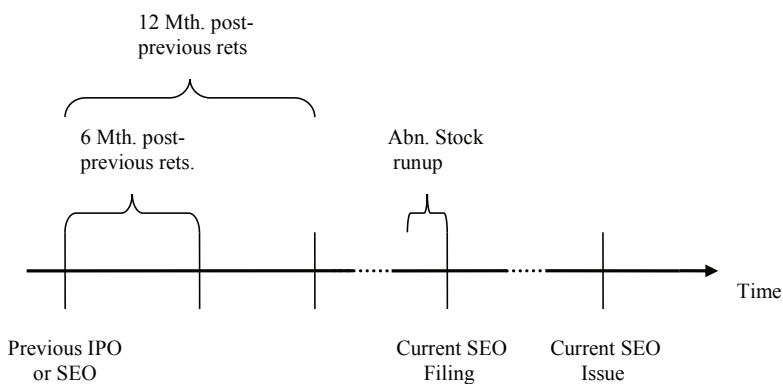 12 Mth. post-
previous rets
6 Mth. post-
previous rets.
Abn. Stock
runup
Time
Previous IPO
or SEO
Current SEO
Filing
Current SEO
Issue